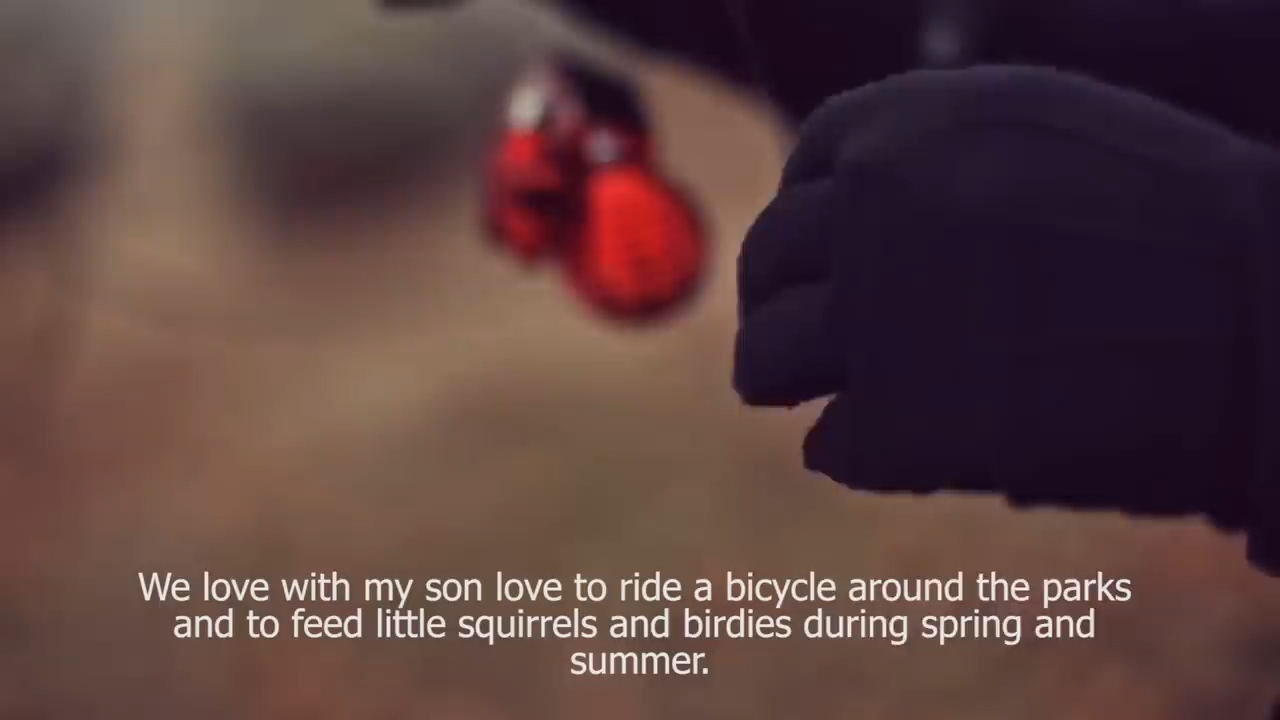 We love with my son love to ride a bicycle around the parks
and to feed little squirrels and birdies during spring and
summer.